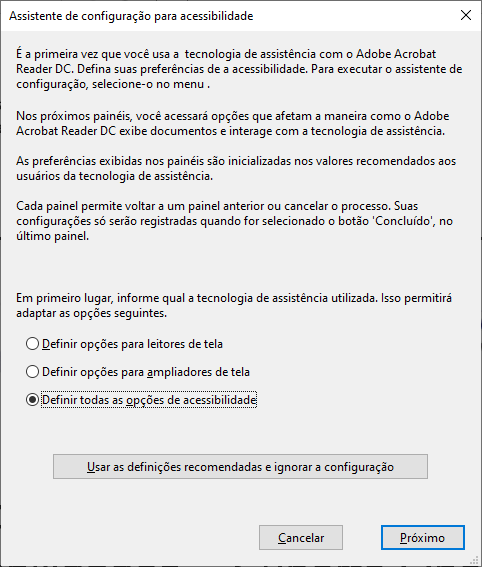 Assistente de configuração para acessibilidade
É a primeira vez que você usa a  tecnologia de assistência com o Adobe Acrobat
Reader DC. Defina suas preferências de a acessibilidade. Para executar o assistente de
configuração, selecione-o no menu .
Nos próximos painéis, você acessará opções que afetam a maneira como o Adobe
Acrobat Reader DC exibe documentos e interage com a tecnologia de assistência.
As preferências exibidas nos painéis são inicializadas nos valores recomendados aos
usuários da tecnologia de assistência.
Cada painel permite voltar a um painel anterior ou cancelar o processo. Suas
configurações só serão registradas quando for selecionado o botão 'Concluído', no
último painel.
Em primeiro lugar, informe qual a tecnologia de assistência utilizada. Isso permitirá
adaptar as opções seguintes.
Definir opções para leitores de tela
Definir opções para ampliadores de tela
Definir todas as opções de acessibilidade
Usar as definições recomendadas e ignorar a configuração
Cancelar
Próximo